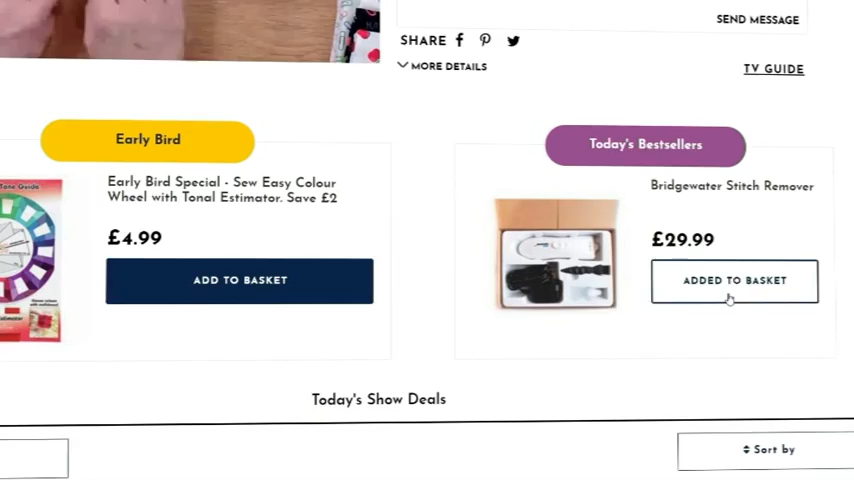 SEND MESSAGE
SHARE
MORE DETAILS
TV GUIDE
Early Bird
Today's Bestsellers
Tone Guide
Early Bird Special - Sew Easy Colour
Wheel with Tonal Estimator. Save £2
£4.99
ADD TO BASKET
Bridgewater Stitch Remover
£29.99
ADDED TO BASKET
Today's Show Deals
Sort by